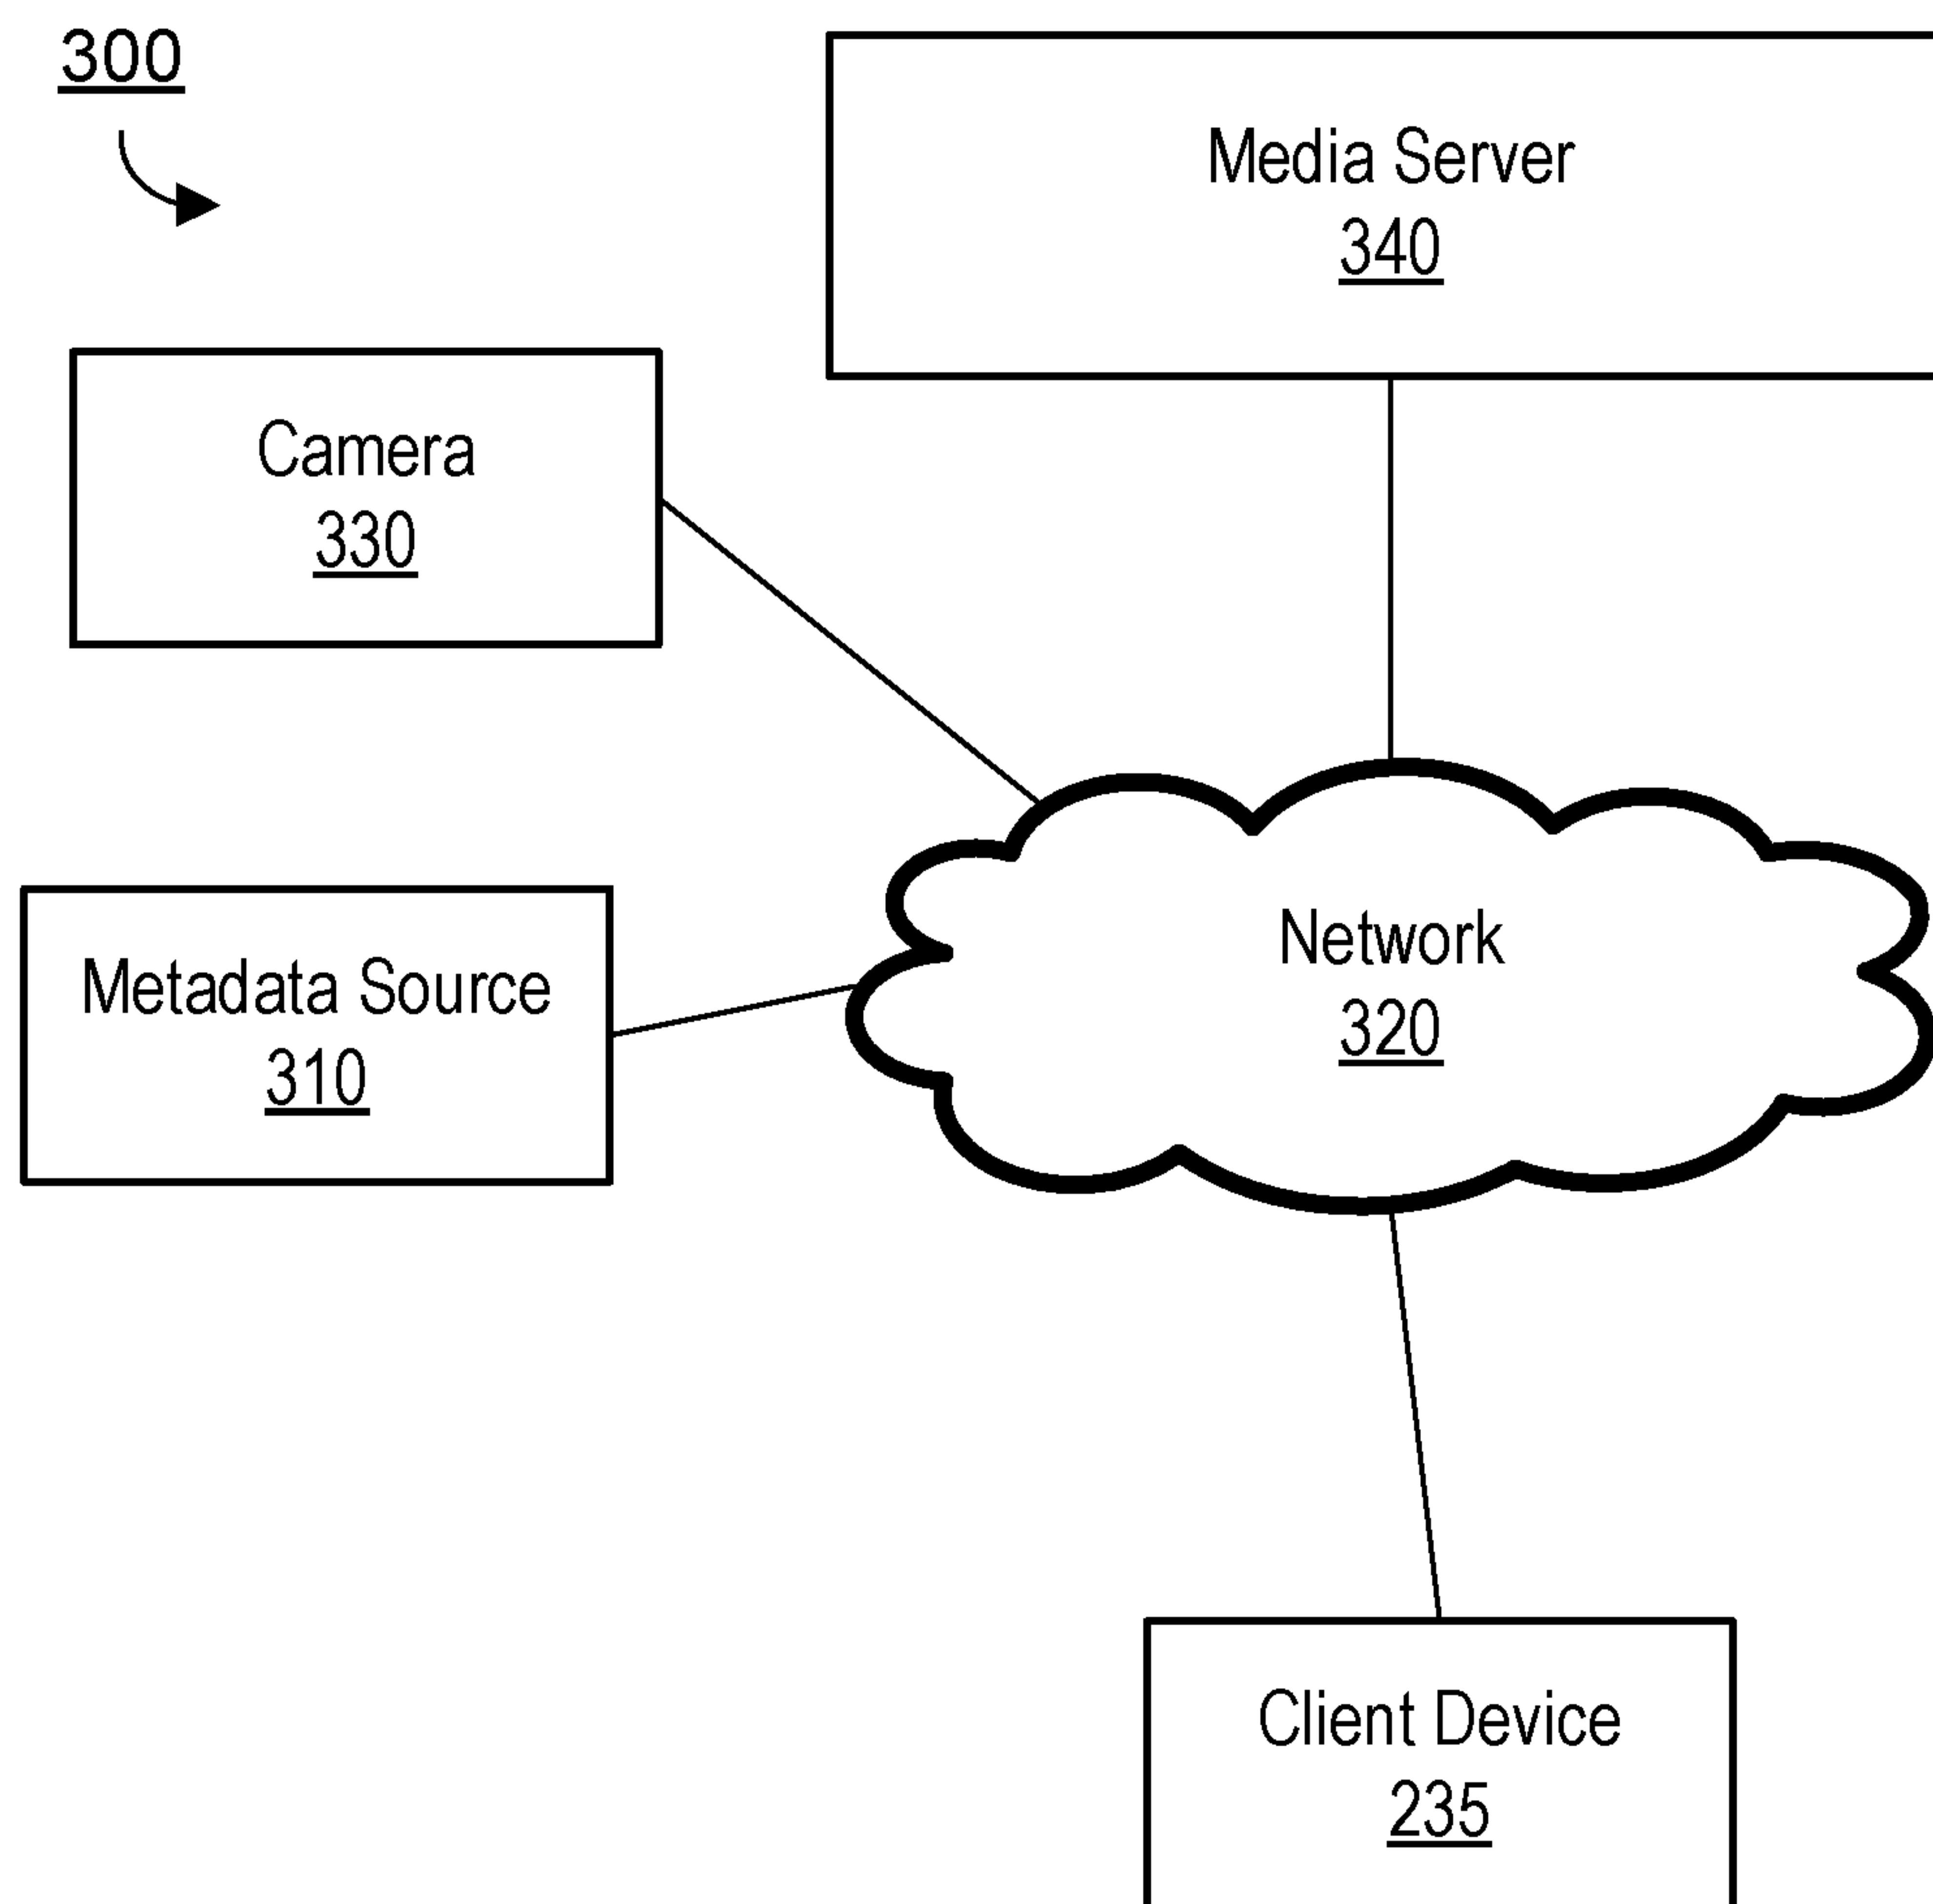 300
Media Server
340
Camera
330
Network
320
Metadata Source
310
Client Device
235